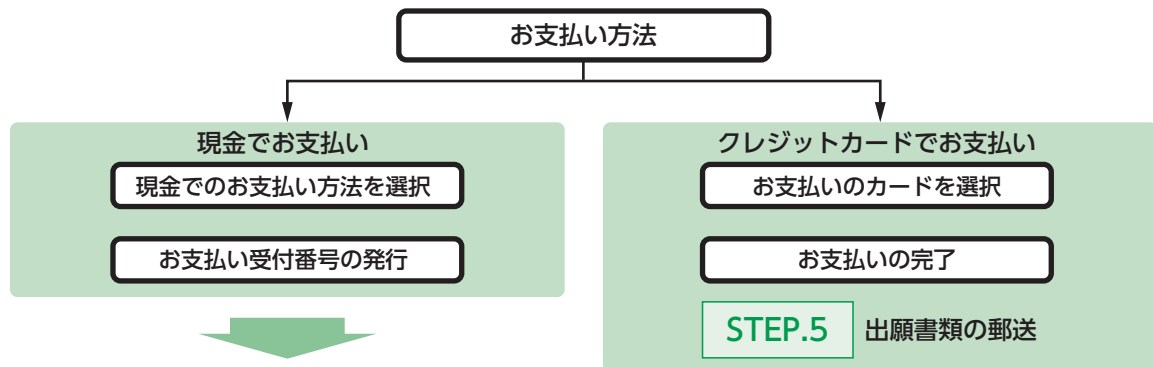 お支払い方法
現金でお支払い
現金でのお支払い方法を選択
お支払い受付番号の発行
クレジットカードでお支払い
お支払いのカードを選択
お支払いの完了
STEP.5 出願書類の郵送